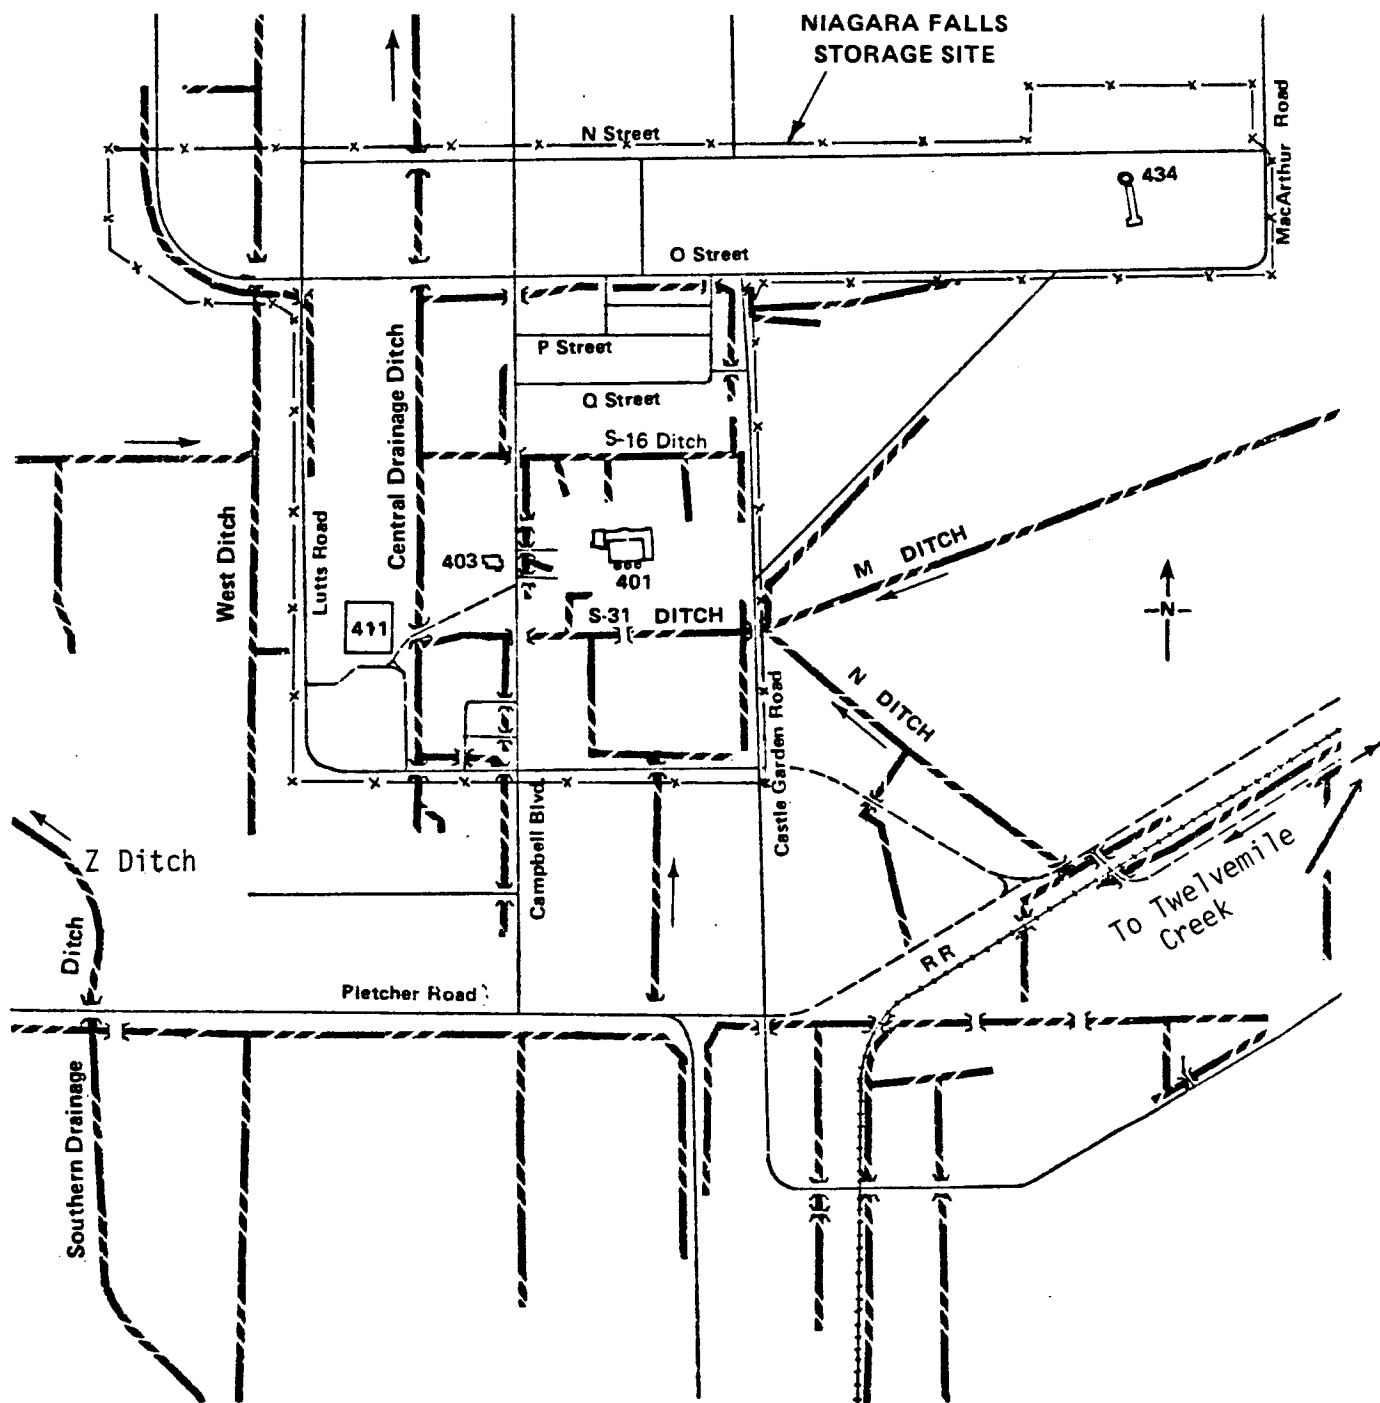 NIAGARA FALLS
STORAGE SITE
MacArthur Road
N Street
434
O Street
P Street
Q Street
Central Drainage Ditch
S-16 Ditch
West Ditch
Lutts Road
403
401
M DITCH
411
S-31 DITCH
-N-
N DITCH
Castle Garden Road
Campbell Blvd.
Z Ditch
To Twelvemile
Creek
RR
Pletcher Road
Southern Drainage Ditch